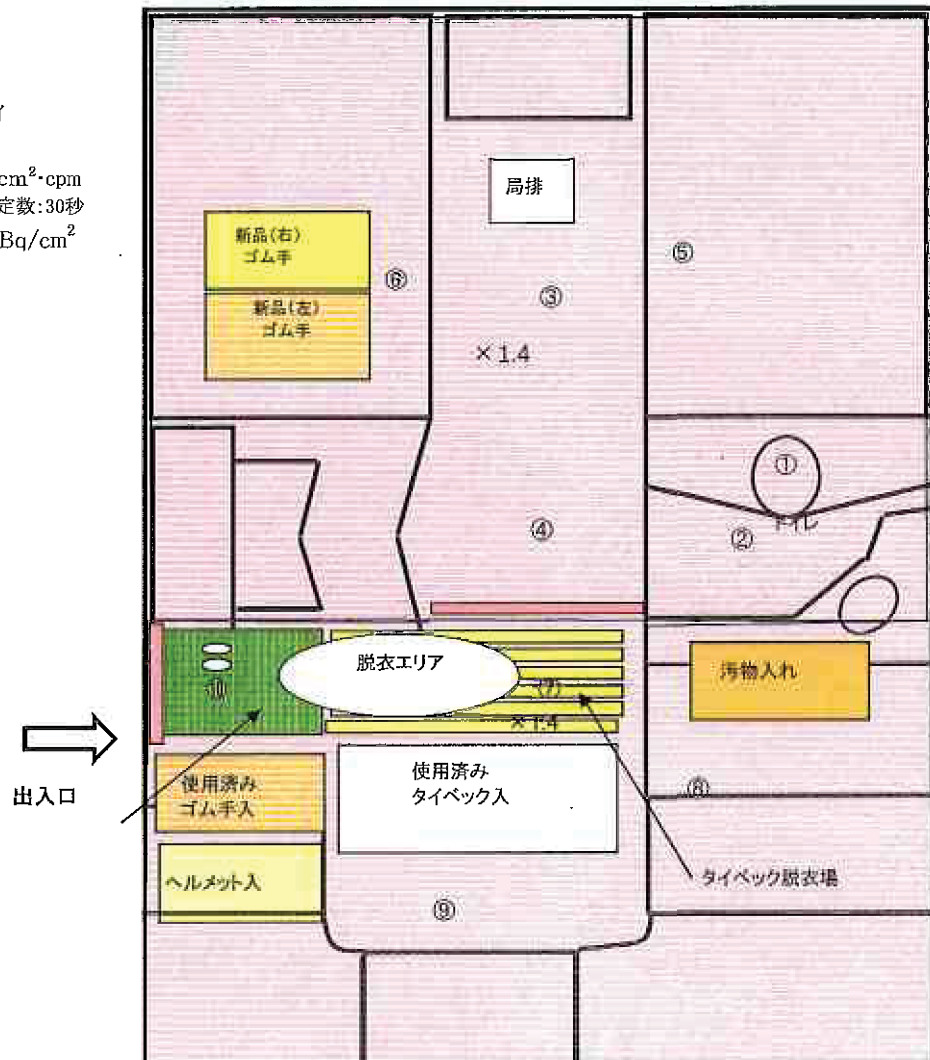 cm²・cpm
定数:30秒
Bq/cm²
局排
新品(右)
ゴム手
新品(左)
ゴム手
⑥
③
⑤
×1.4
①
④
②
トイレ
脱衣エリア
⑦
×1.4
汚物入れ
出入口
使用済み
ゴム手入
使用済み
タイベック入
⑧
ヘルメット入
タイベック脱衣場
⑨